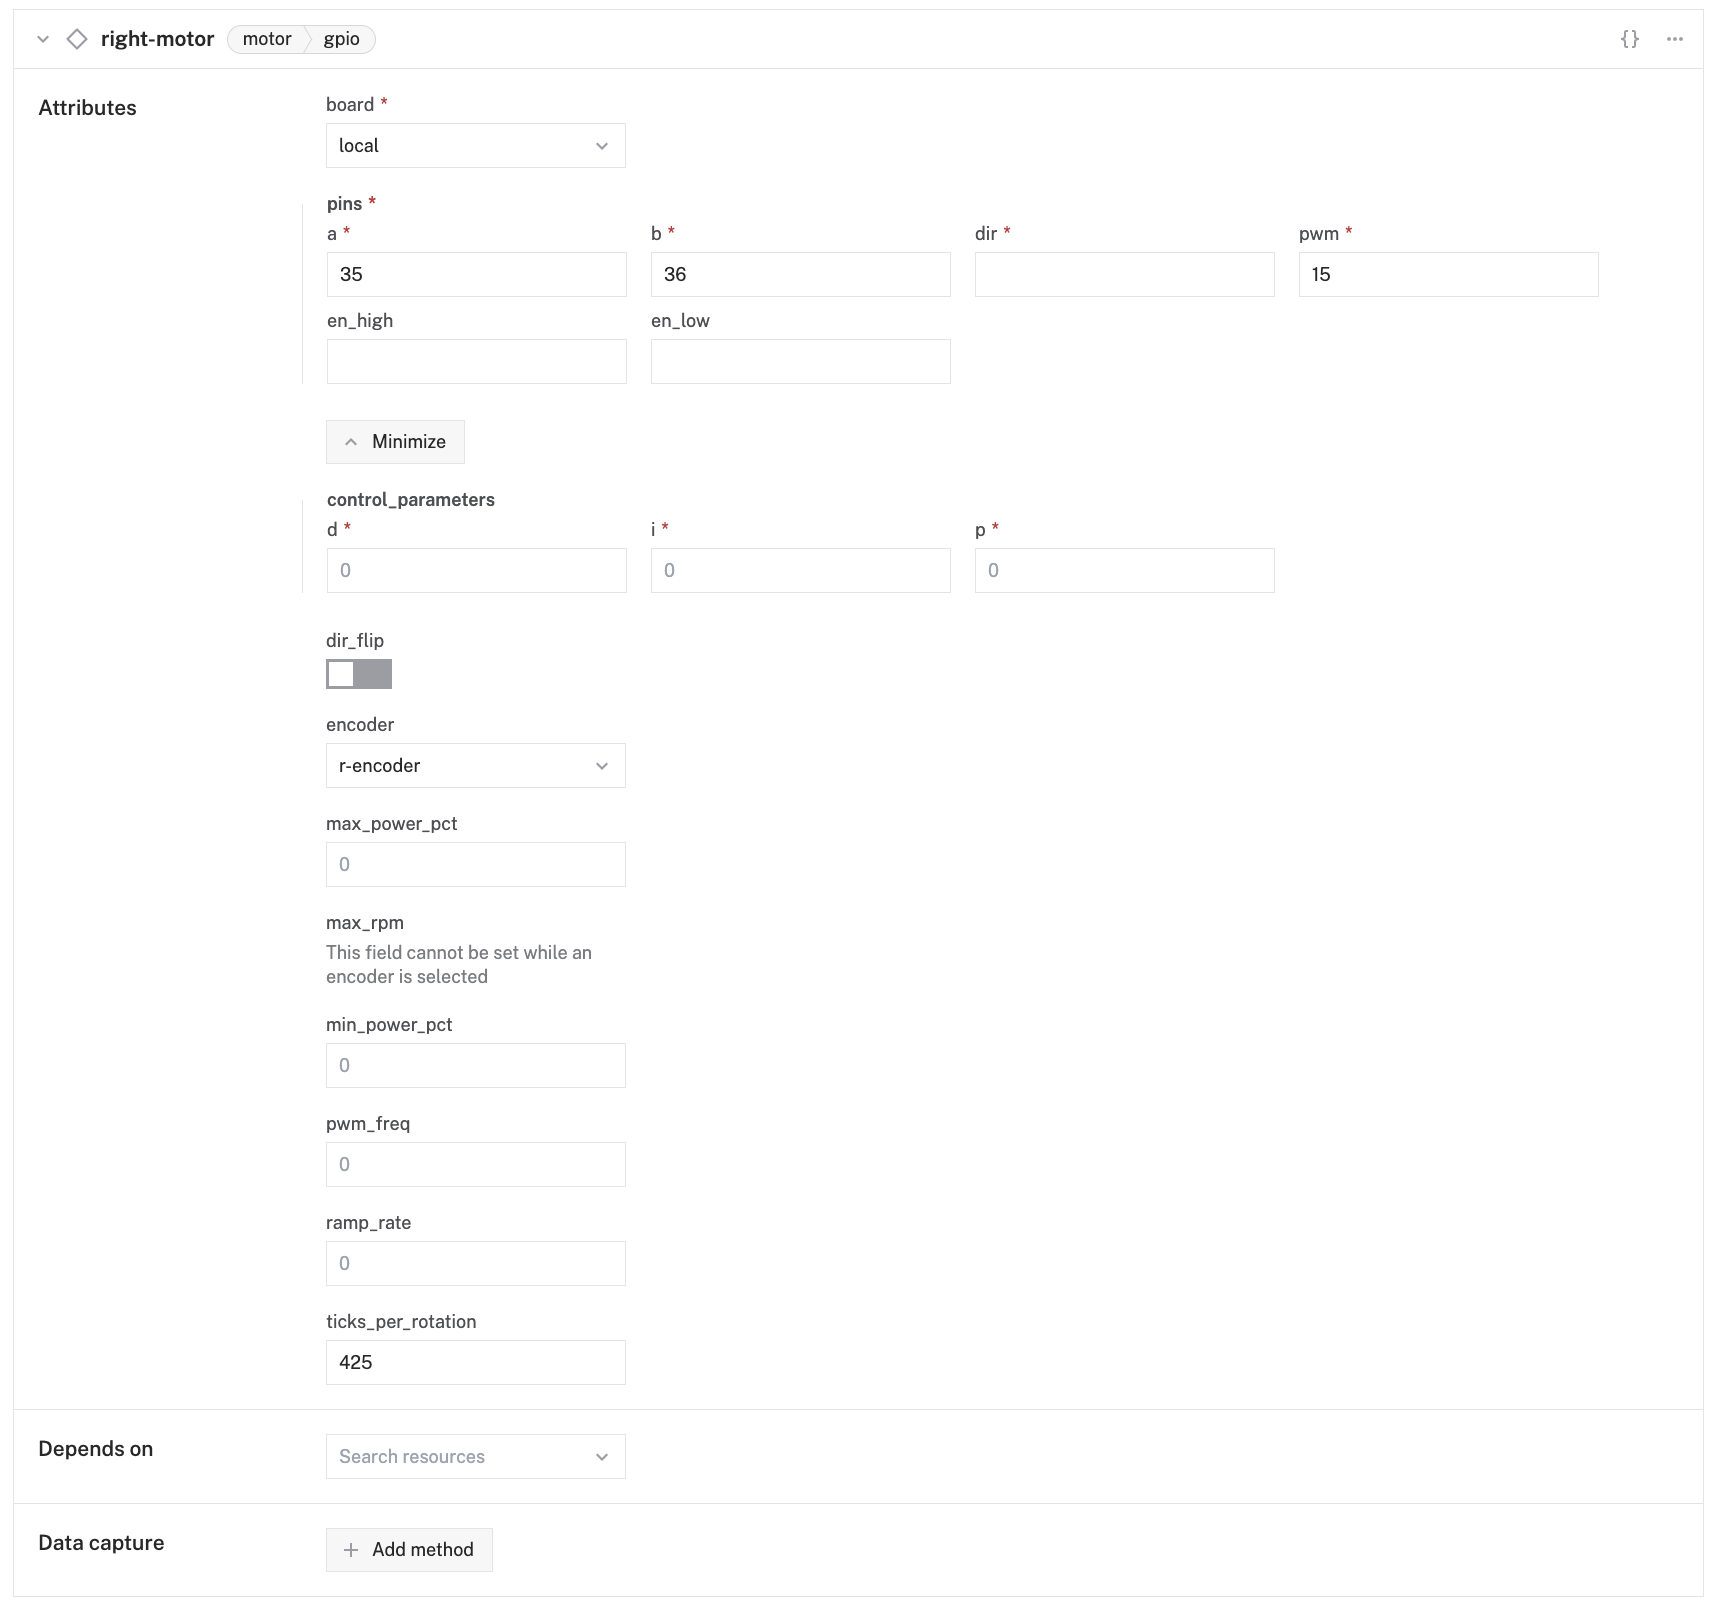 right-motor motor gpio {} ...
Attributes
board *
local
pins *
a * b * dir * pwm *
35 36 15
en_high en_low
Minimize
control_parameters
d * i * p *
0 0 0
dir_flip
encoder
r-encoder
max_power_pct
0
max_rpm
This field cannot be set while an
encoder is selected
min_power_pct
0
pwm_freq
0
ramp_rate
0
ticks_per_rotation
425
Depends on Search resources
Data capture + Add method